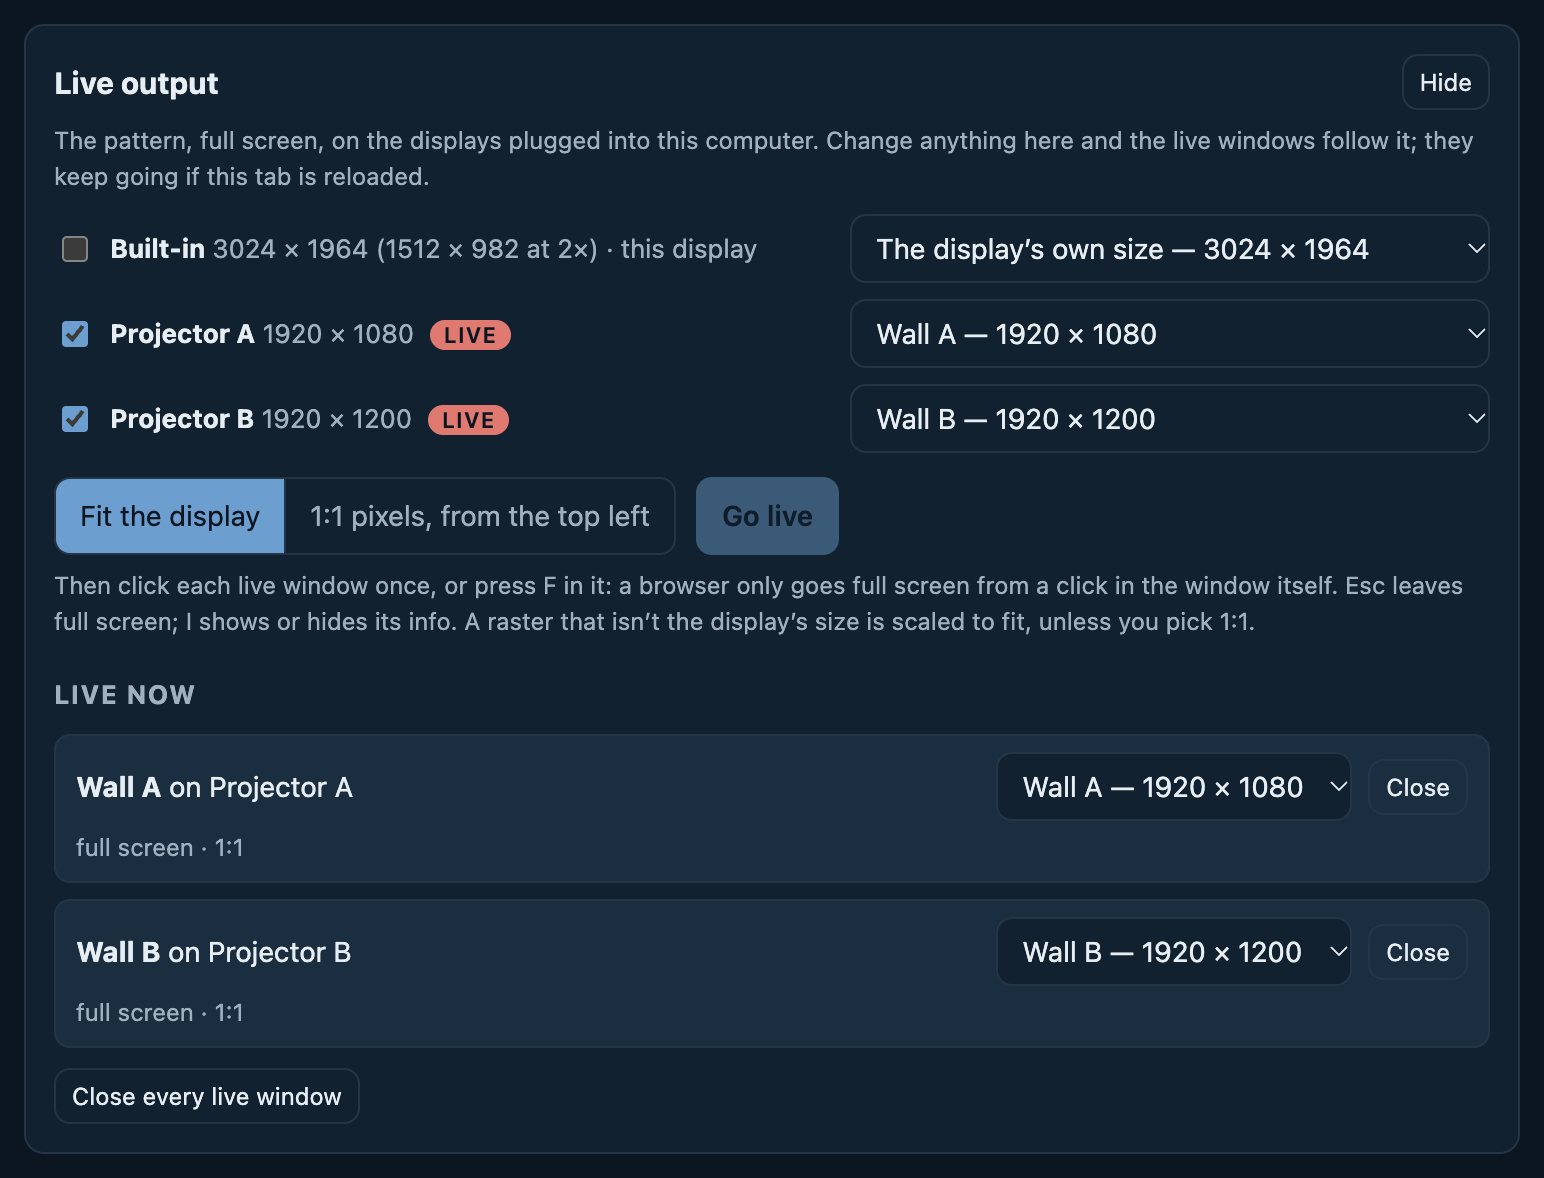 Live output
Hide
The pattern, full screen, on the displays plugged into this computer. Change anything here and the live windows follow it; they
keep going if this tab is reloaded.
Built-in 3024 × 1964 (1512 × 982 at 2×) · this display
The display’s own size — 3024 × 1964
Projector A 1920 × 1080 LIVE
Wall A — 1920 × 1080
Projector B 1920 × 1200 LIVE
Wall B — 1920 × 1200
Fit the display
1:1 pixels, from the top left
Go live
Then click each live window once, or press F in it: a browser only goes full screen from a click in the window itself. Esc leaves
full screen; I shows or hides its info. A raster that isn’t the display’s size is scaled to fit, unless you pick 1:1.
LIVE NOW
Wall A on Projector A
Wall A — 1920 × 1080
Close
full screen · 1:1
Wall B on Projector B
Wall B — 1920 × 1200
Close
full screen · 1:1
Close every live window